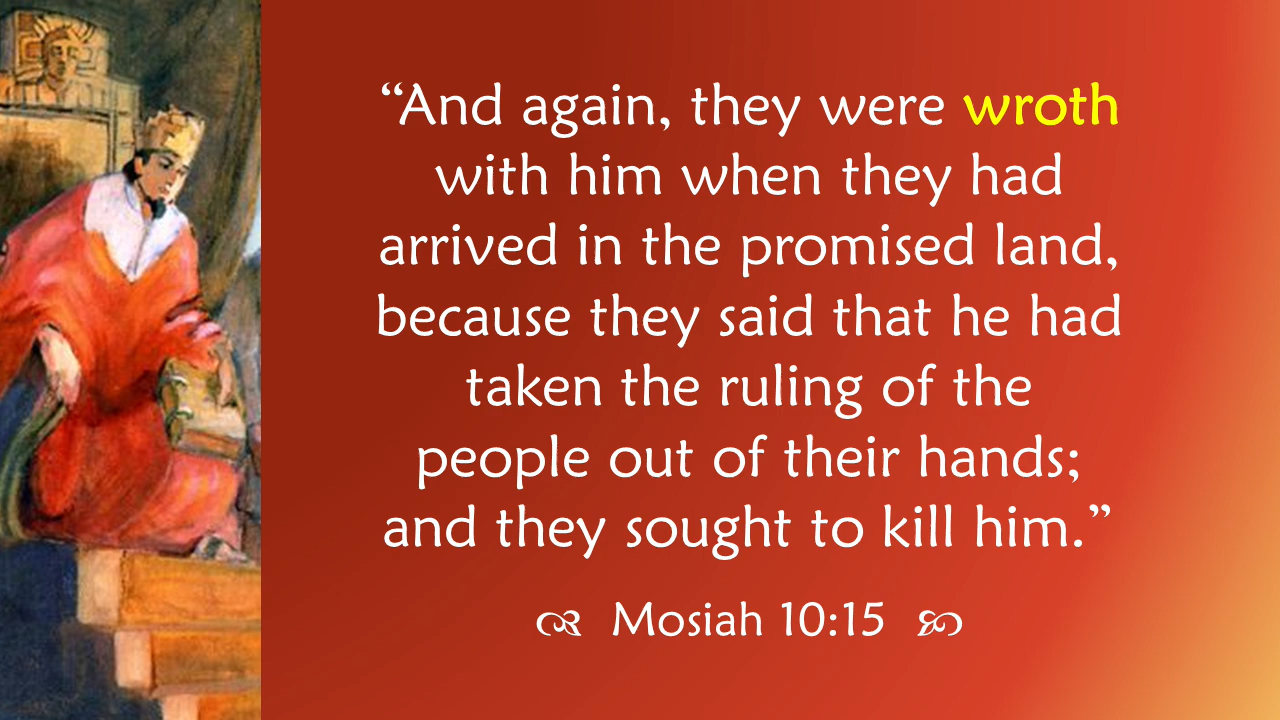 “And again, they were wroth
with him when they had
arrived in the promised land,
because they said that he had
taken the ruling of the
people out of their hands;
and they sought to kill him.”
Mosiah 10:15